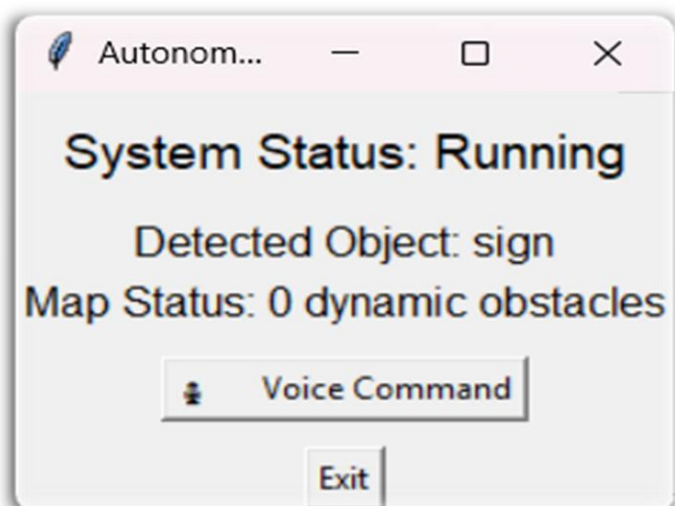 Autonom...
System Status: Running
Detected Object: sign
Map Status: 0 dynamic obstacles
Voice Command
Exit